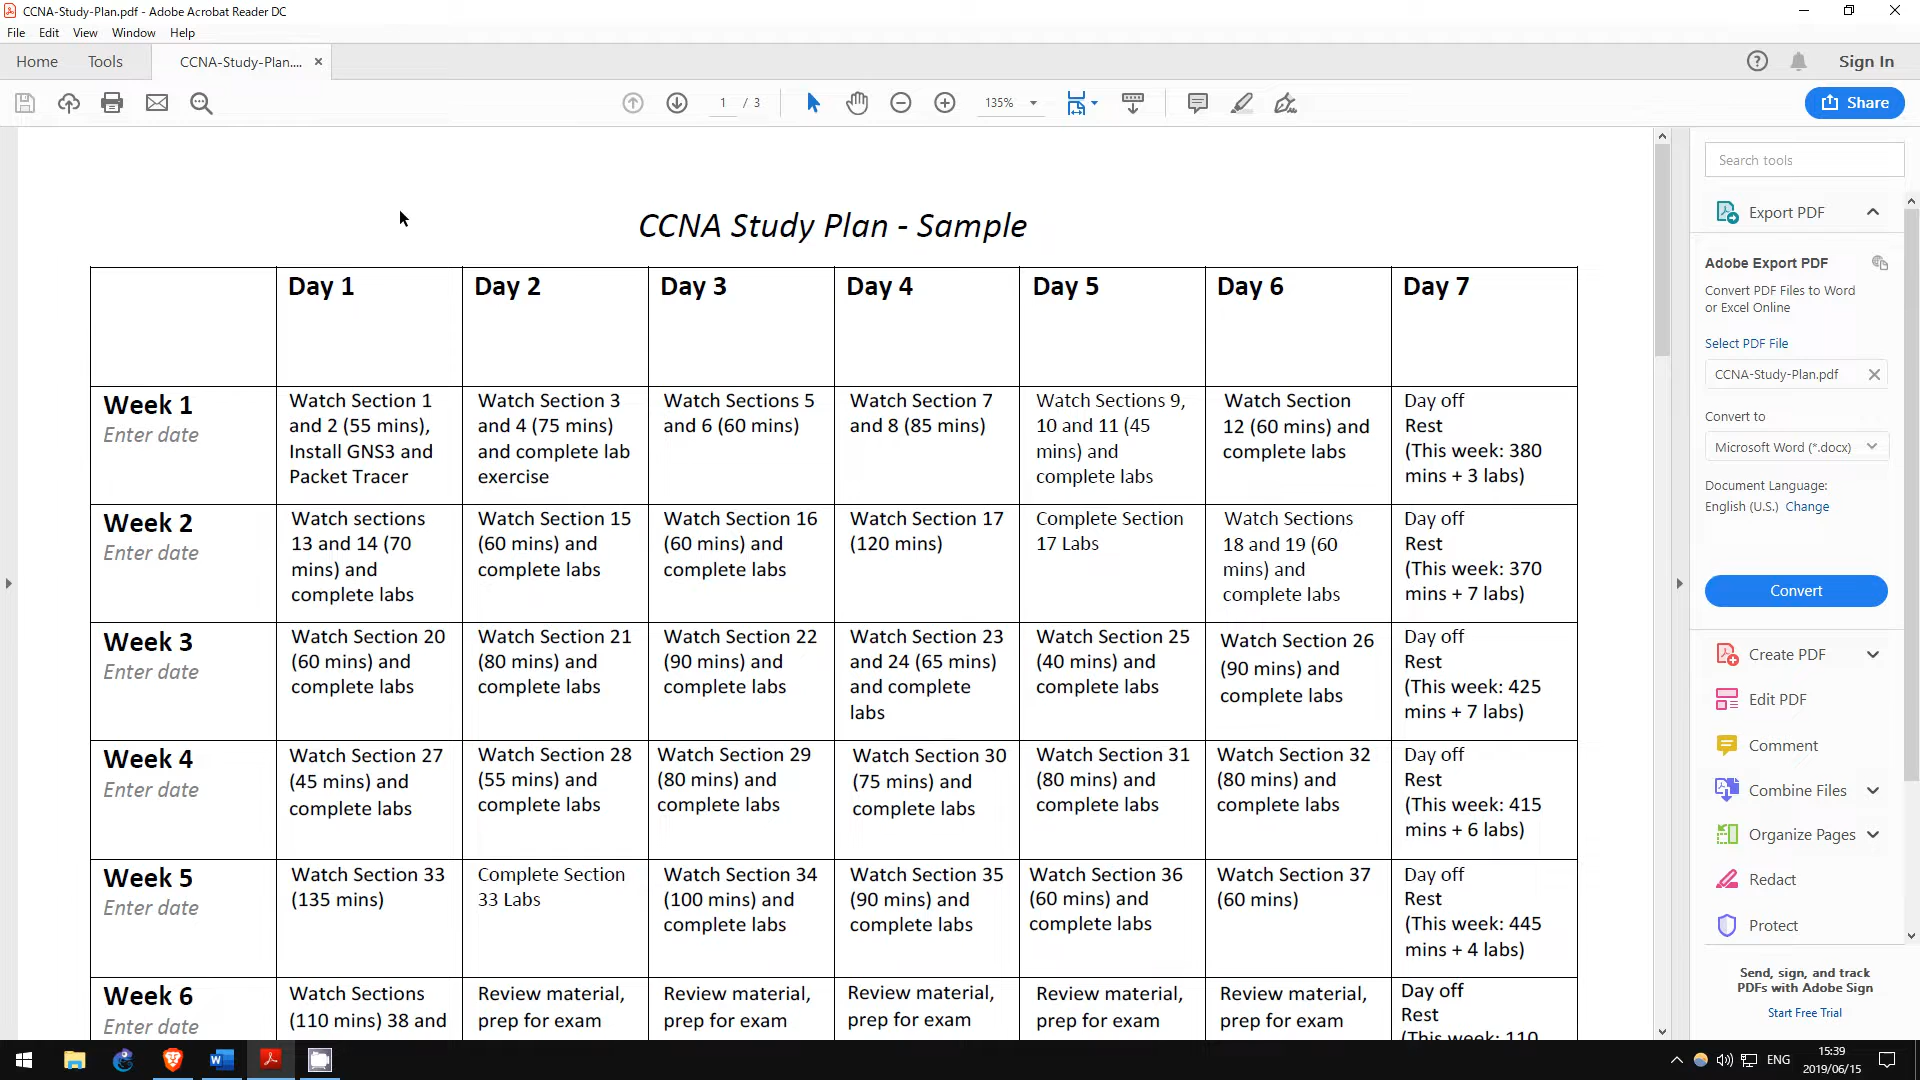 CCNA-Study-Plan.pdf - Adobe Acrobat Reader DC
File Edit View Window Help
Home Tools CCNA-Study-Plan.... Sign In
1 / 3 135% Share
Search tools
Export PDF
Adobe Export PDF
Convert PDF Files to Word
or Excel Online
Select PDF File
CCNA-Study-Plan.pdf
Convert to
Microsoft Word (*.docx)
Document Language:
English (U.S.) Change
Convert
Create PDF
Edit PDF
Comment
Combine Files
Organize Pages
Redact
Protect
Send, sign, and track
PDFs with Adobe Sign
Start Free Trial
CCNA Study Plan - Sample
Day 1 Day 2 Day 3 Day 4 Day 5 Day 6 Day 7
Week 1
Enter date
Watch Section 1
and 2 (55 mins),
Install GNS3 and
Packet Tracer
Watch Section 3
and 4 (75 mins)
and complete lab
exercise
Watch Sections 5
and 6 (60 mins)
Watch Section 7
and 8 (85 mins)
Watch Sections 9,
10 and 11 (45
mins) and
complete labs
Watch Section
12 (60 mins) and
complete labs
Day off
Rest
(This week: 380
mins + 3 labs)
Week 2
Enter date
Watch sections
13 and 14 (70
mins) and
complete labs
Watch Section 15
(60 mins) and
complete labs
Watch Section 16
(60 mins) and
complete labs
Watch Section 17
(120 mins)
Complete Section
17 Labs
Watch Sections
18 and 19 (60
mins) and
complete labs
Day off
Rest
(This week: 370
mins + 7 labs)
Week 3
Enter date
Watch Section 20
(60 mins) and
complete labs
Watch Section 21
(80 mins) and
complete labs
Watch Section 22
(90 mins) and
complete labs
Watch Section 23
and 24 (65 mins)
and complete
labs
Watch Section 25
(40 mins) and
complete labs
Watch Section 26
(90 mins) and
complete labs
Day off
Rest
(This week: 425
mins + 7 labs)
Week 4
Enter date
Watch Section 27
(45 mins) and
complete labs
Watch Section 28
(55 mins) and
complete labs
Watch Section 29
(80 mins) and
complete labs
Watch Section 30
(75 mins) and
complete labs
Watch Section 31
(80 mins) and
complete labs
Watch Section 32
(80 mins) and
complete labs
Day off
Rest
(This week: 415
mins + 6 labs)
Week 5
Enter date
Watch Section 33
(135 mins)
Complete Section
33 Labs
Watch Section 34
(100 mins) and
complete labs
Watch Section 35
(90 mins) and
complete labs
Watch Section 36
(60 mins) and
complete labs
Watch Section 37
(60 mins)
Day off
Rest
(This week: 445
mins + 4 labs)
Week 6
Enter date
Watch Sections
(110 mins) 38 and
Review material,
prep for exam
Review material,
prep for exam
Review material,
prep for exam
Review material,
prep for exam
Review material,
prep for exam
Day off
Rest
(This week: 110
ENG
15:39
2019/06/15